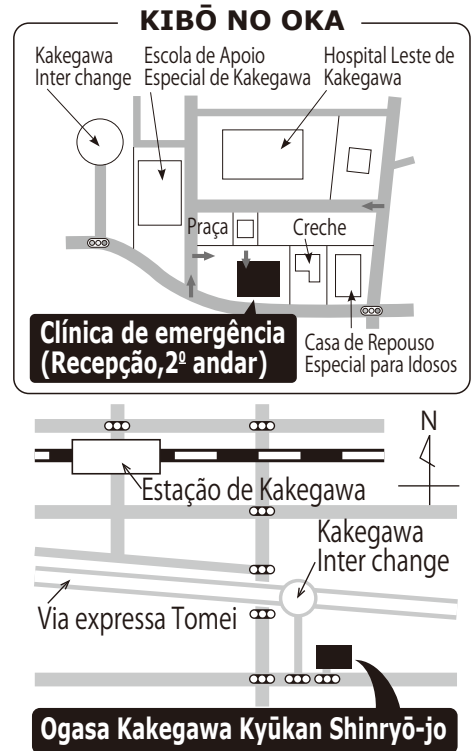 KIBŌ NO OKA
Kakegawa
Inter change
Escola de Apoio
Especial de Kakegawa
Hospital Leste de
Kakegawa
Praça
Creche
Clínica de emergência
(Recepção,2º andar)
Casa de Repouso
Especial para Idosos
N
Estação de Kakegawa
Kakegawa
Inter change
Via expressa Tomei
Ogasa Kakegawa Kyūkan Shinryō-jo